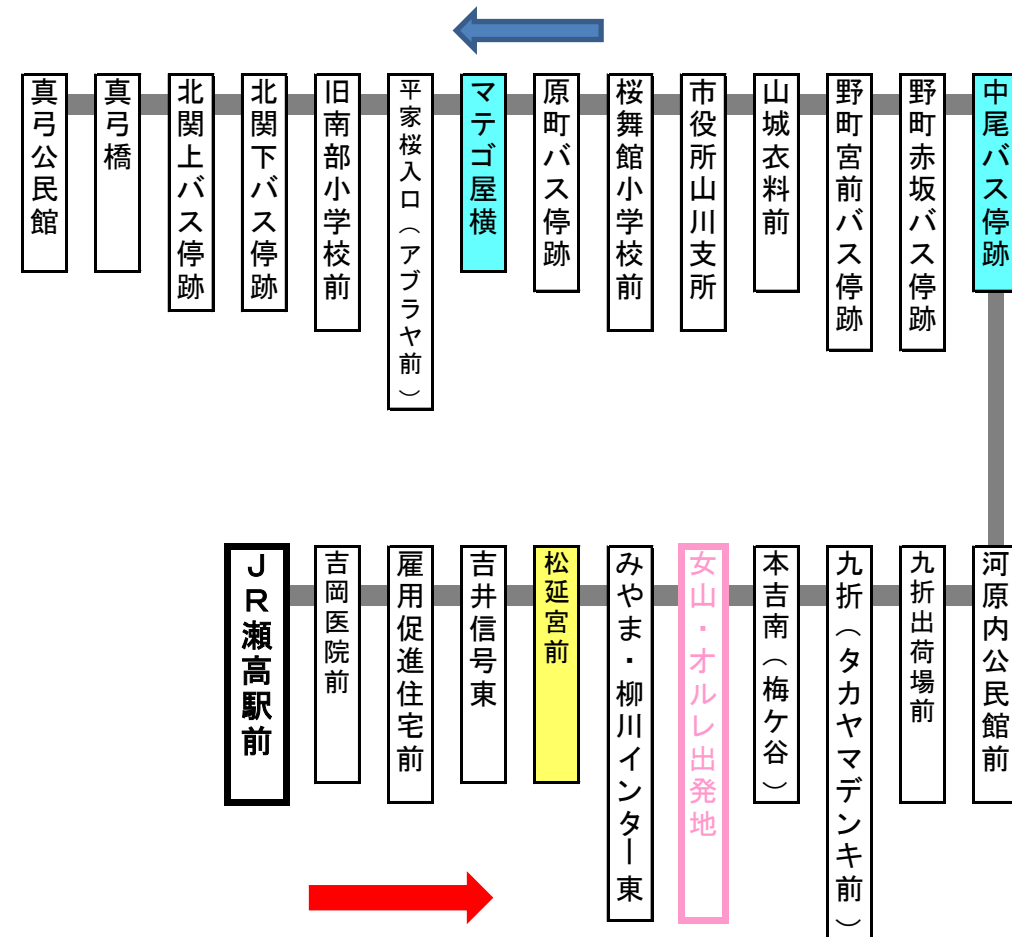 真弓公民館
真弓橋
北関上バス停跡
北関下バス停跡
旧南部小学校前
平家桜入口（アブラヤ前）
マテゴ屋横
原町バス停跡
桜舞館小学校前
市役所山川支所
山城衣料前
野町宮前バス停跡
野町赤坂バス停跡
中尾バス停跡
ＪＲ瀬高駅前
吉岡医院前
雇用促進住宅前
吉井信号東
松延宮前
みやま・柳川インター東
女山・オルレ出発地
本吉南（梅ケ谷）
九折（タカヤマデンキ前）
九折出荷場前
河原内公民館前